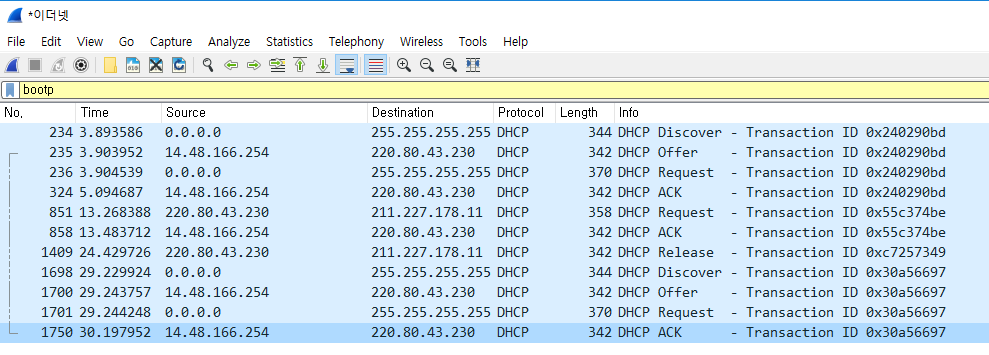 *이더넷
File Edit View Go Capture Analyze Statistics Telephony Wireless Tools Help
bootp
No. Time Source Destination Protocol Length Info
234 3.893586 0.0.0.0 255.255.255.255 DHCP 344 DHCP Discover - Transaction ID 0x240290bd
235 3.903952 14.48.166.254 220.80.43.230 DHCP 342 DHCP Offer - Transaction ID 0x240290bd
236 3.904539 0.0.0.0 255.255.255.255 DHCP 370 DHCP Request - Transaction ID 0x240290bd
324 5.094687 14.48.166.254 220.80.43.230 DHCP 342 DHCP ACK - Transaction ID 0x240290bd
851 13.268388 220.80.43.230 211.227.178.11 DHCP 358 DHCP Request - Transaction ID 0x55c374be
858 13.483712 14.48.166.254 220.80.43.230 DHCP 342 DHCP ACK - Transaction ID 0x55c374be
1409 24.429726 220.80.43.230 211.227.178.11 DHCP 342 DHCP Release - Transaction ID 0xc7257349
1698 29.229924 0.0.0.0 255.255.255.255 DHCP 344 DHCP Discover - Transaction ID 0x30a56697
1700 29.243757 14.48.166.254 220.80.43.230 DHCP 342 DHCP Offer - Transaction ID 0x30a56697
1701 29.244248 0.0.0.0 255.255.255.255 DHCP 370 DHCP Request - Transaction ID 0x30a56697
1750 30.197952 14.48.166.254 220.80.43.230 DHCP 342 DHCP ACK - Transaction ID 0x30a56697